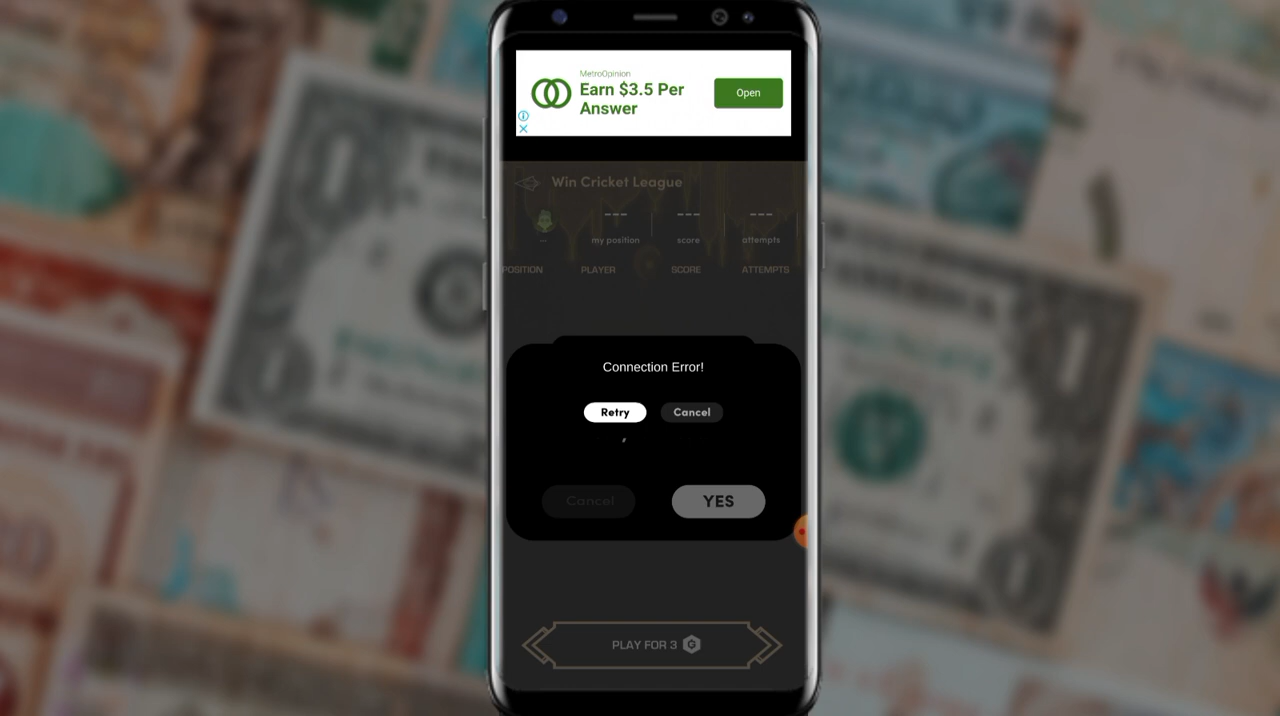 MetroOpinion
Earn $3.5 Per
Answer
Open
Win Cricket League
--- --- ---
-- my position score attempts
POSITION PLAYER SCORE ATTEMPTS
Connection Error!
Retry Cancel
Cancel YES
PLAY FOR 3 G